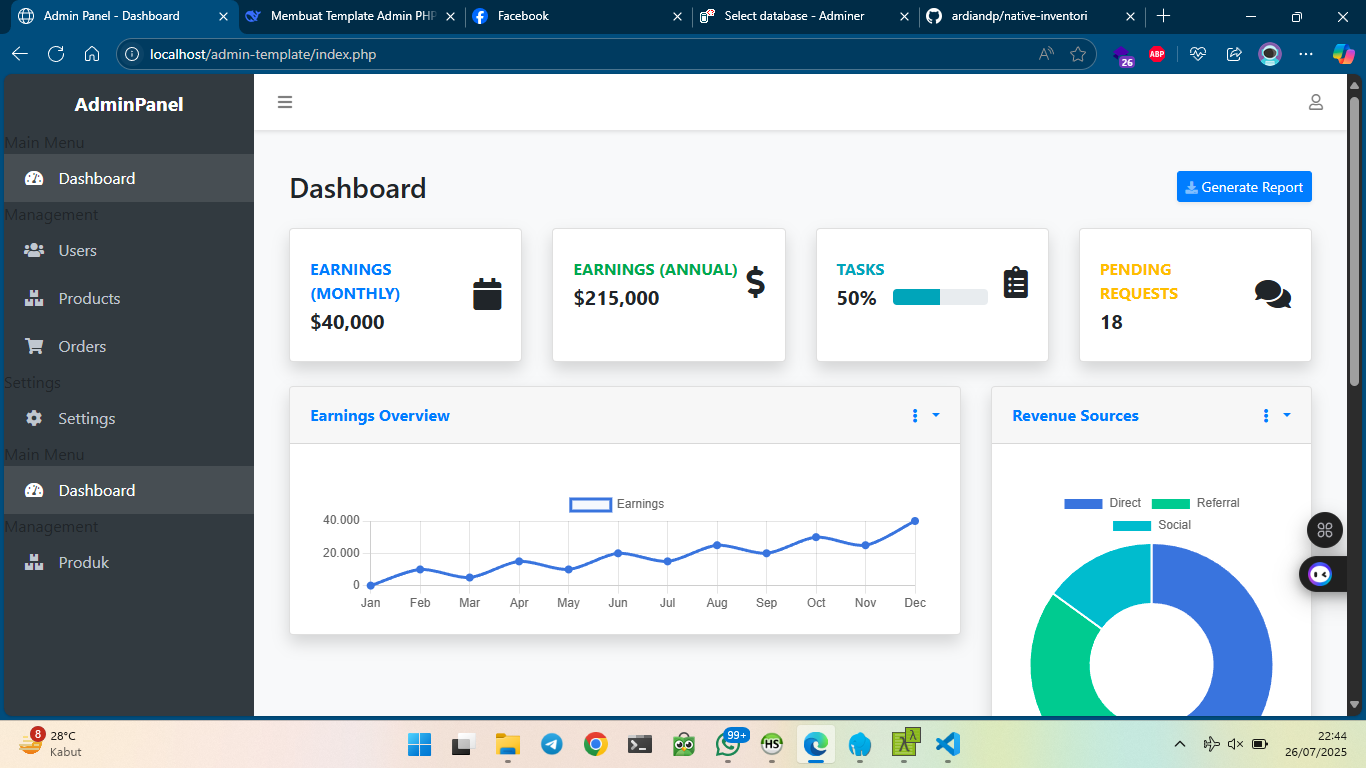 Admin Panel - Dashboard
Membuat Template Admin PHP
Facebook
Select database - Adminer
ardiandp/native-inventori
localhost/admin-template/index.php
26
ABP
AdminPanel
Main Menu
Dashboard
Management
Users
Products
Orders
Settings
Settings
Main Menu
Dashboard
Management
Produk
Dashboard
Generate Report
EARNINGS
(MONTHLY)
$40,000
EARNINGS (ANNUAL)
$215,000
TASKS
50%
PENDING
REQUESTS
18
Earnings Overview
Earnings
40.000
20.000
0
Jan Feb Mar Apr May Jun Jul Aug Sep Oct Nov Dec
Revenue Sources
Direct Referral
Social
8
28°C
Kabut
99+
HS
22:44
26/07/2025